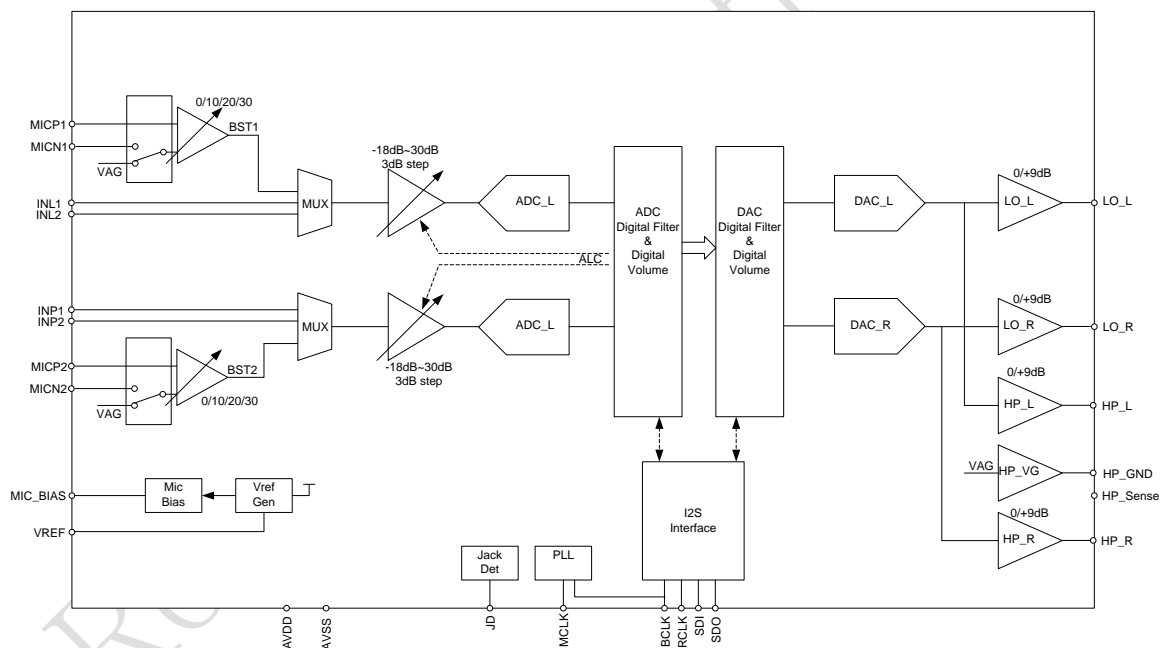 0/10/20/30
MICP1
BST1
MICN1
VAG
-18dB~30dB
3dB step
0/+9dB
INL1
INL2
MUX
ADC_L
ADC
Digital Filter
&
Digital
Volume
DAC
Digital Filter
&
Digital
Volume
DAC_L
LO_L
LO_L
ALC
INP1
INP2
MUX
ADC_L
DAC_R
0/+9dB
LO_R
LO_R
MICP2
BST2
-18dB~30dB
3dB step
MICN2
0/10/20/30
VAG
0/+9dB
HP_L
HP_L
VAG
HP_VG
HP_GND
HP_Sense
MIC_BIAS
Mic
Bias
Vref
Gen
VREF
I2S
Interface
0/+9dB
HP_R
HP_R
Jack
Det
PLL
AVDD
AVSS
JD
MCLK
BCLK
RCLK
SDI
SDO